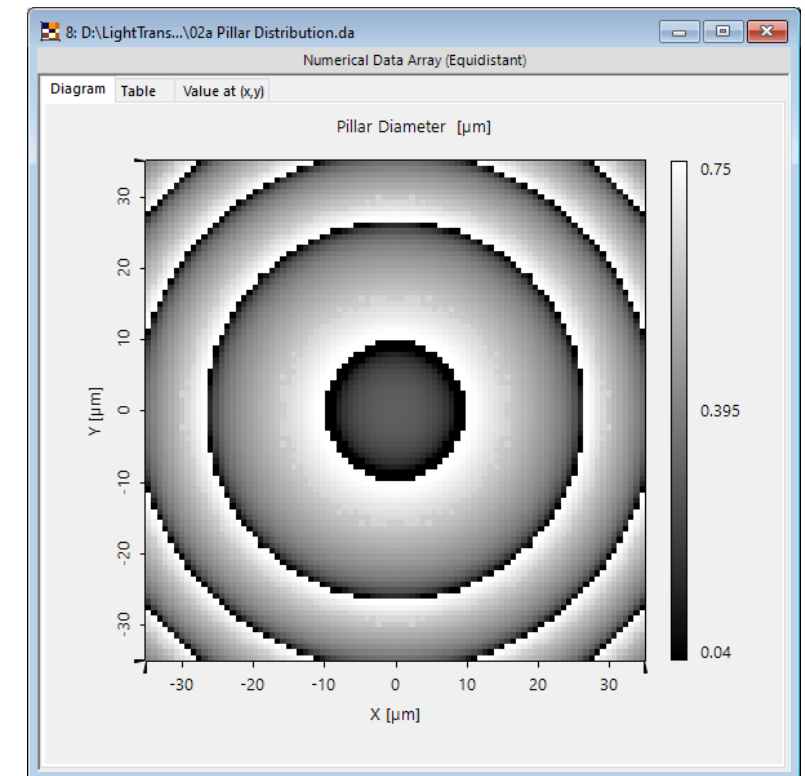 8: D:\LightTrans...\02a Pillar Distribution.da
Numerical Data Array (Equidistant)
Diagram Table Value at (x,y)
Pillar Diameter [µm]
0.75
0.395
0.04
Y [µm]
30
20
10
0
-10
-20
-30
-30 -20 -10 0 10 20 30
X [µm]